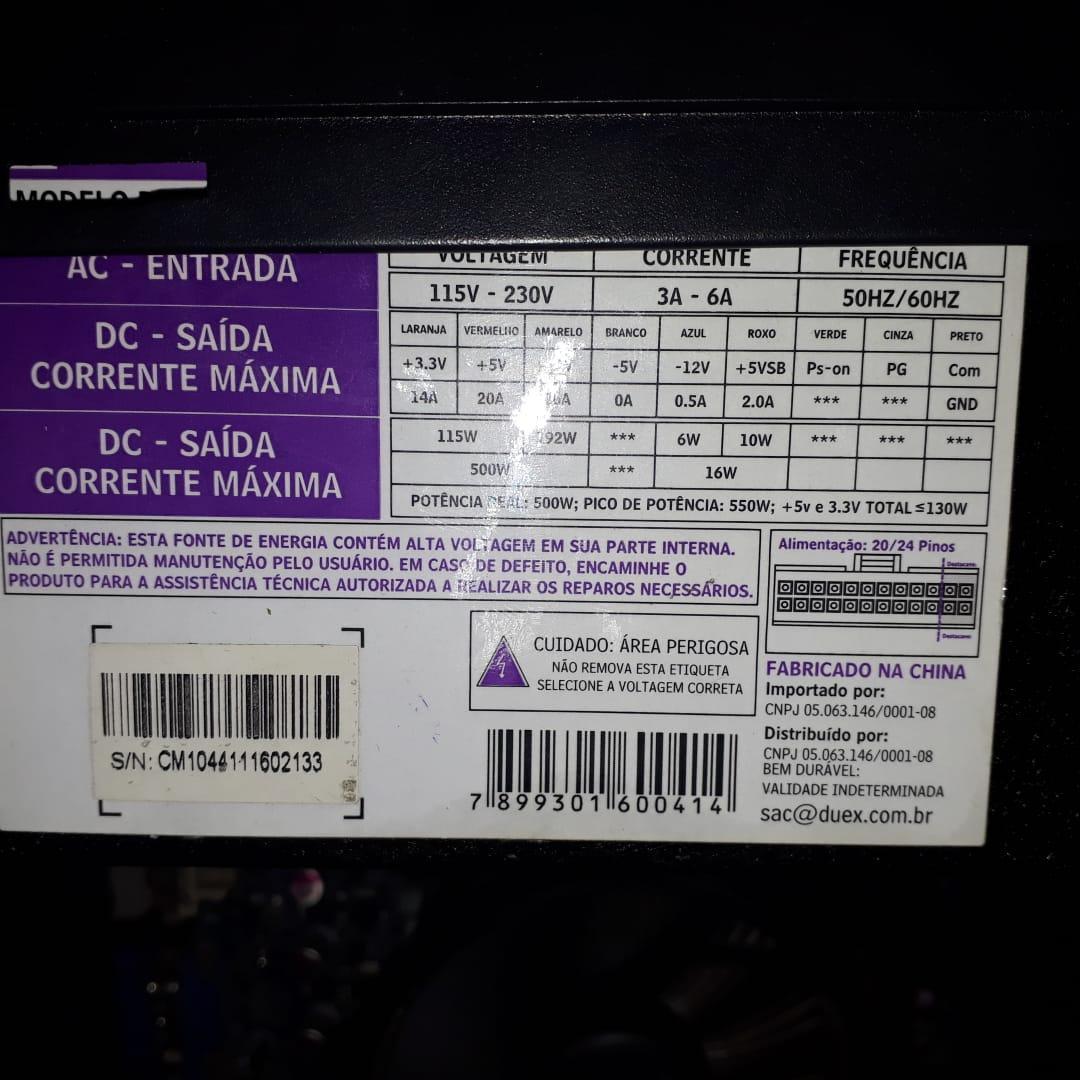 MODELO
AC - ENTRADA VOLTAGEM CORRENTE FREQUÊNCIA
115V - 230V 3A - 6A 50HZ/60HZ
DC - SAÍDA
CORRENTE MÁXIMA
LARANJA VERMELHO AMARELO BRANCO AZUL ROXO VERDE CINZA PRETO
+3.3V +5V -5V -12V +5VSB Ps-on PG Com
14A 20A 0A 0.5A 2.0A *** *** GND
DC - SAÍDA
CORRENTE MÁXIMA
115W 192W *** 6W 10W *** *** ***
500W *** 16W
POTÊNCIA REAL: 500W; PICO DE POTÊNCIA: 550W; +5v e 3.3V TOTAL ≤130W
ADVERTÊNCIA: ESTA FONTE DE ENERGIA CONTÉM ALTA VOLTAGEM EM SUA PARTE INTERNA.
NÃO É PERMITIDA MANUTENÇÃO PELO USUÁRIO. EM CASO DE DEFEITO, ENCAMINHE O
PRODUTO PARA A ASSISTÊNCIA TÉCNICA AUTORIZADA A REALIZAR OS REPAROS NECESSÁRIOS.
Alimentação: 20/24 Pinos
Destacam:
Destacam:
CUIDADO: ÁREA PERIGOSA
NÃO REMOVA ESTA ETIQUETA
SELECIONE A VOLTAGEM CORRETA
S/N: CM1044111602133
7 899301 600414
FABRICADO NA CHINA
Importado por:
CNPJ 05.063.146/0001-08
Distribuído por:
CNPJ 05.063.146/0001-08
BEM DURÁVEL:
VALIDADE INDETERMINADA
sac@duex.com.br